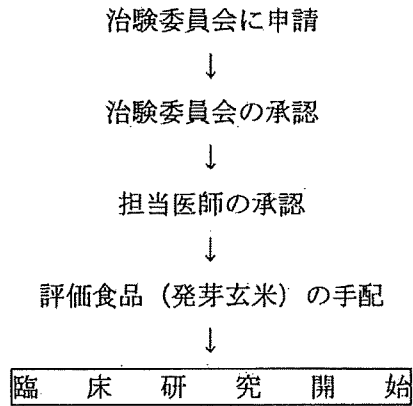 治験委員会に申請
↓
治験委員会の承認
↓
担当医師の承認
↓
評価食品（発芽玄米）の手配
↓
臨床研究開始